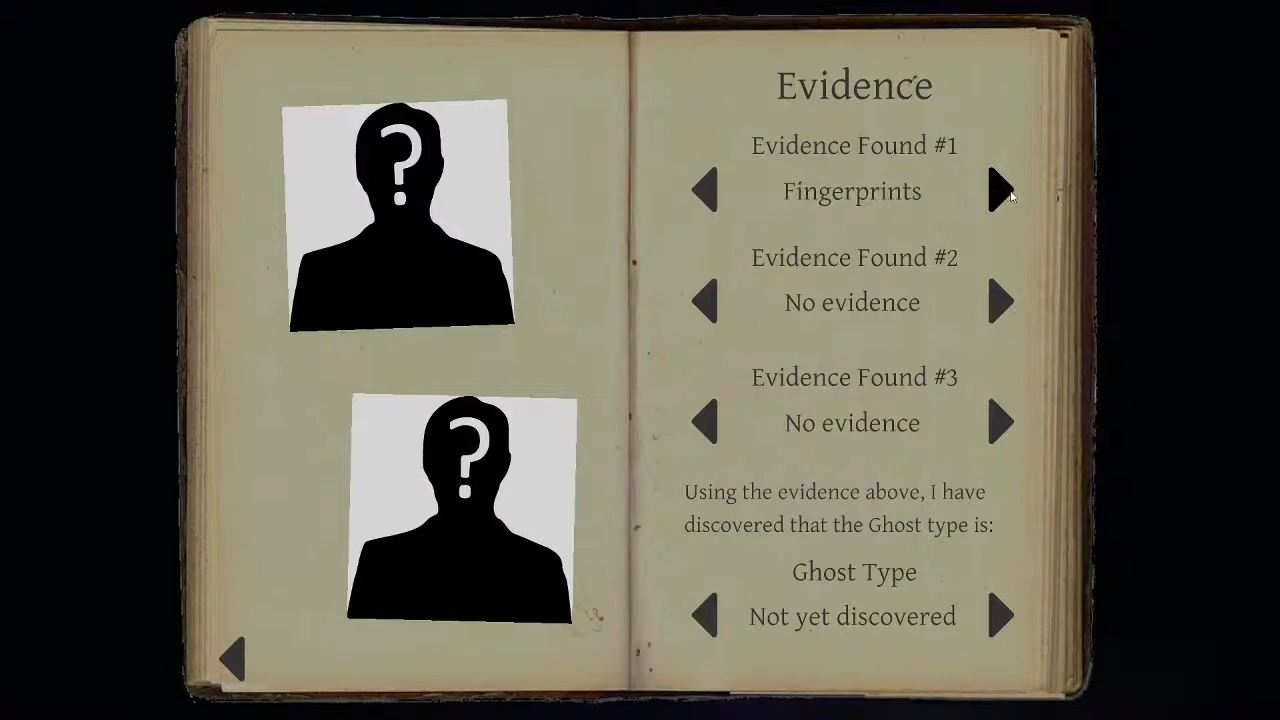 ?
?
Evidence
Evidence Found #1
Fingerprints
Evidence Found #2
No evidence
Evidence Found #3
No evidence
Using the evidence above, I have
discovered that the Ghost type is:
Ghost Type
Not yet discovered